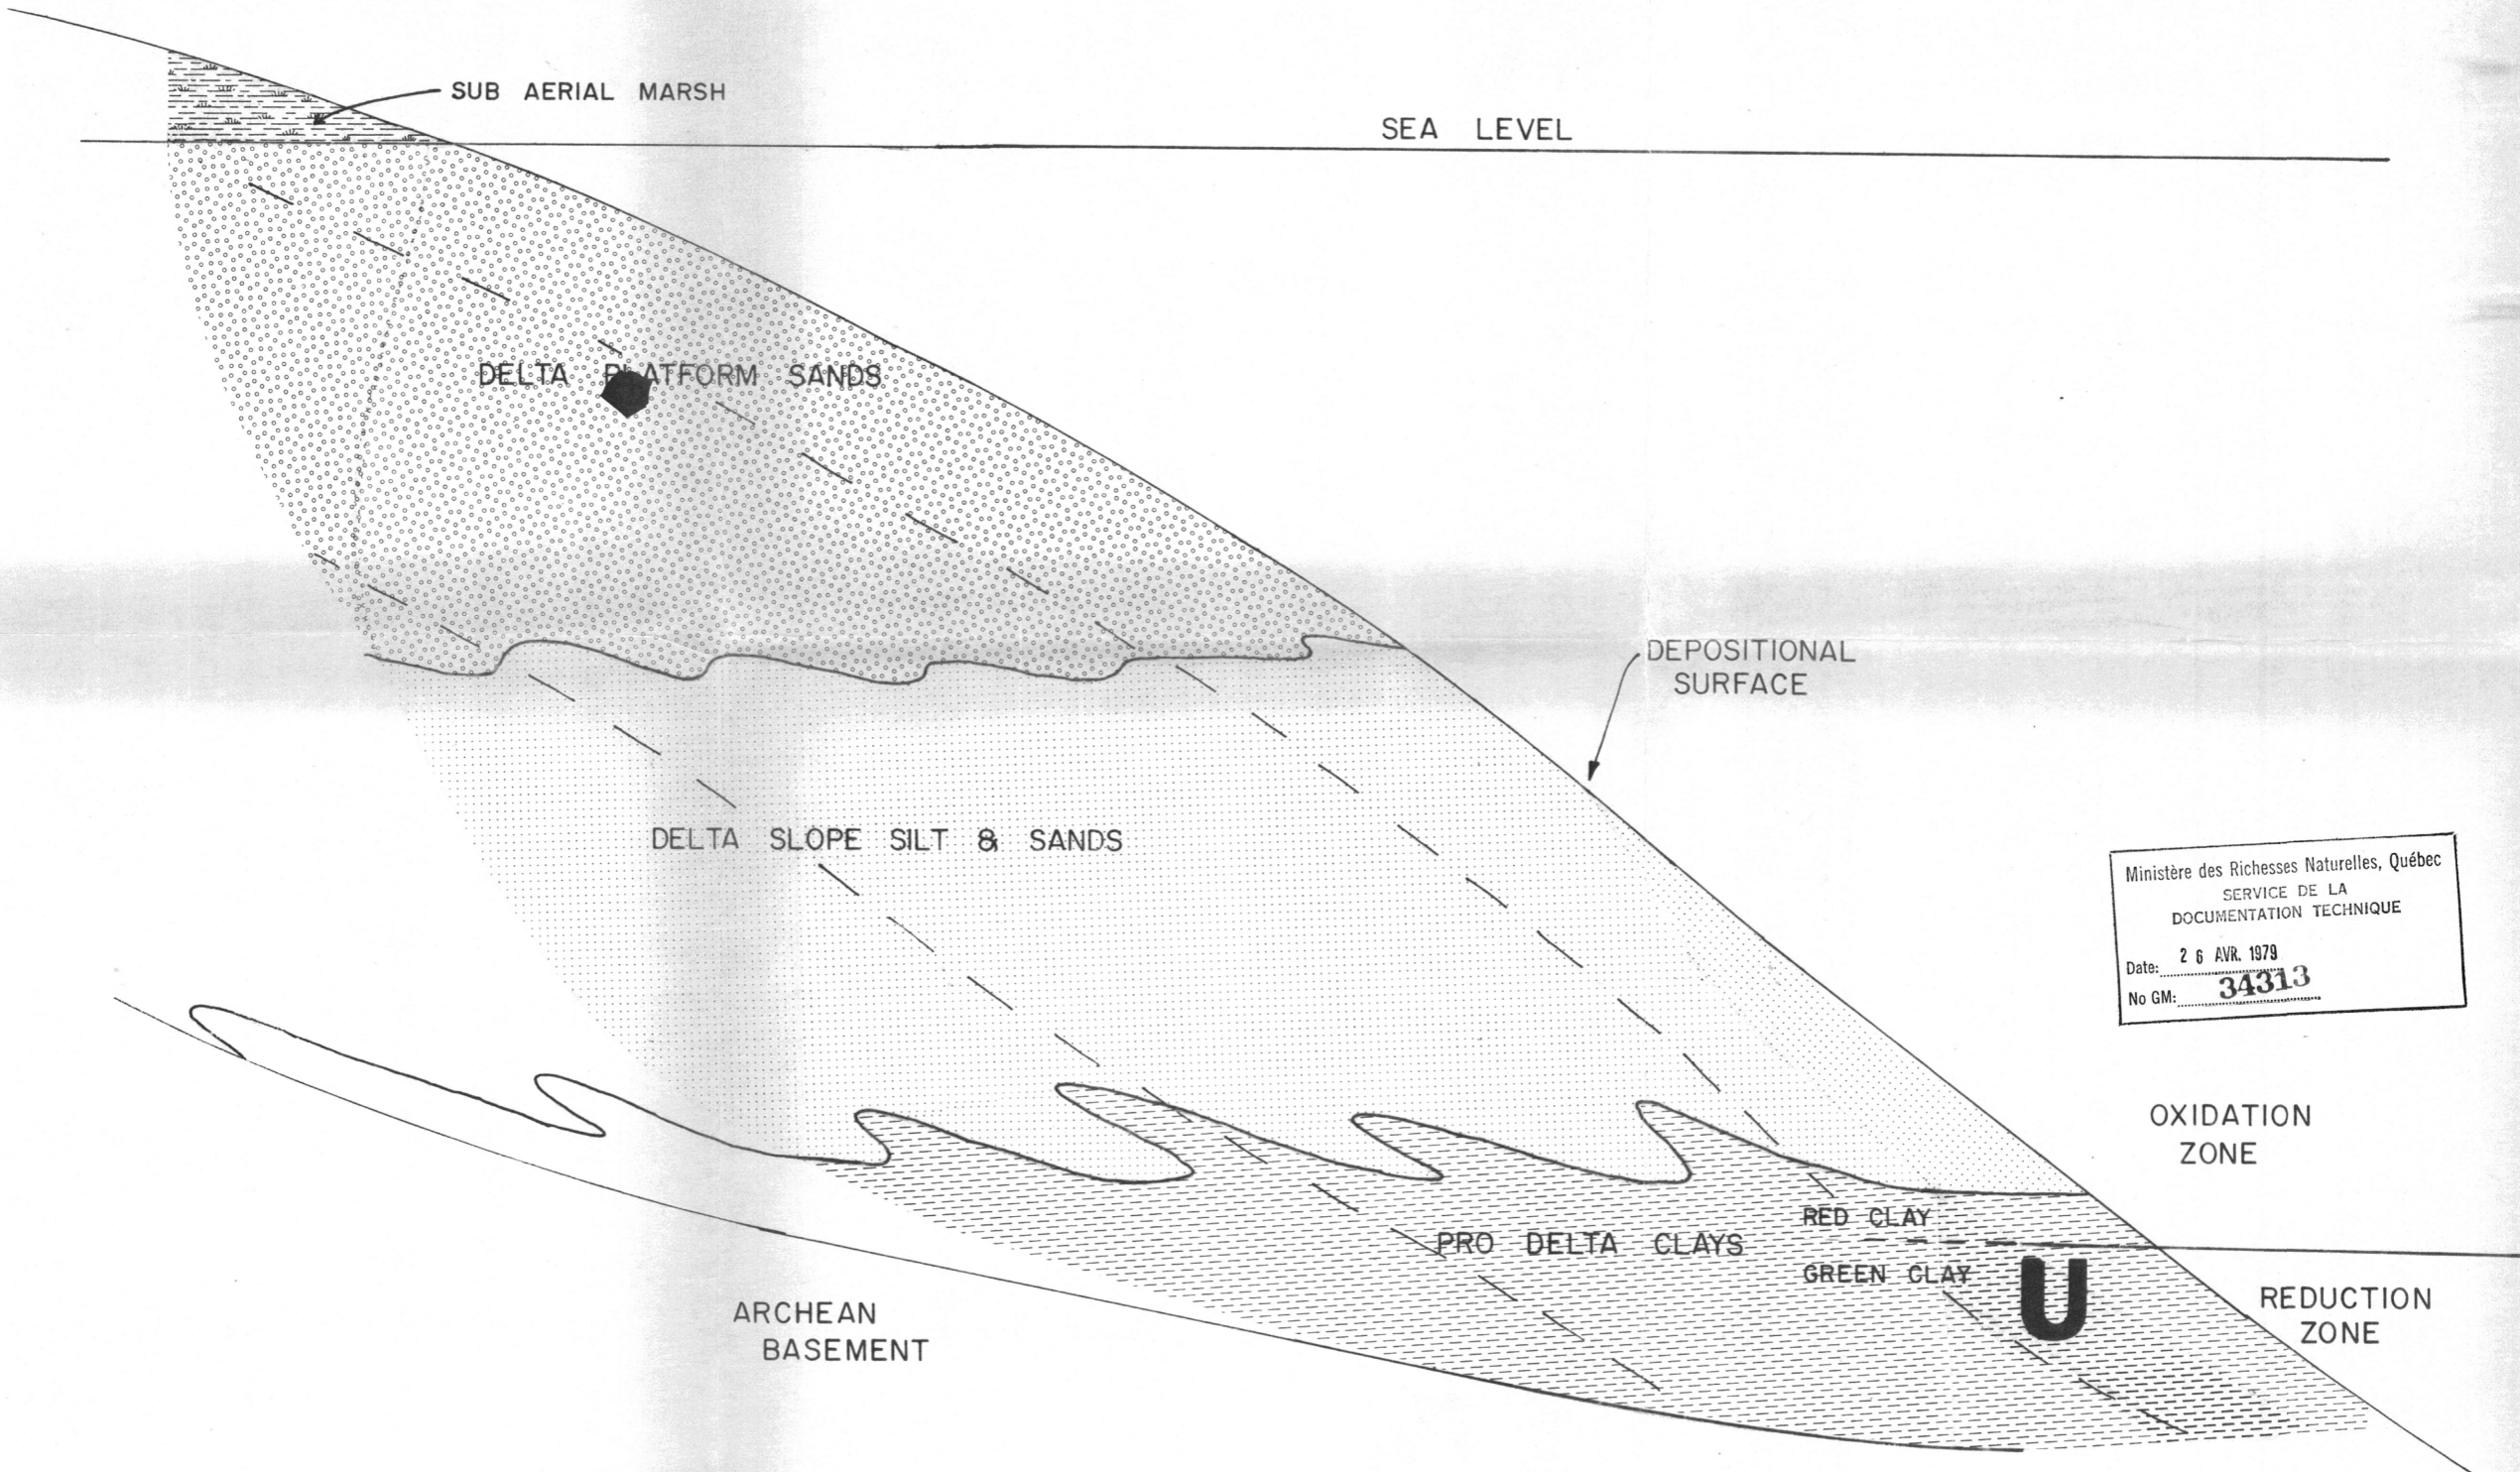 SUB AERIAL MARSH
SEA LEVEL
DELTA PLATFORM SANDS
DEPOSITIONAL
SURFACE
DELTA SLOPE SILT & SANDS
Ministère des Richesses Naturelles, Québec
SERVICE DE LA
DOCUMENTATION TECHNIQUE
Date: 26 AVR. 1979
No GM: 34313
OXIDATION
ZONE
RED CLAY
PRO DELTA CLAYS
GREEN CLAY
U
REDUCTION
ZONE
ARCHEAN
BASEMENT